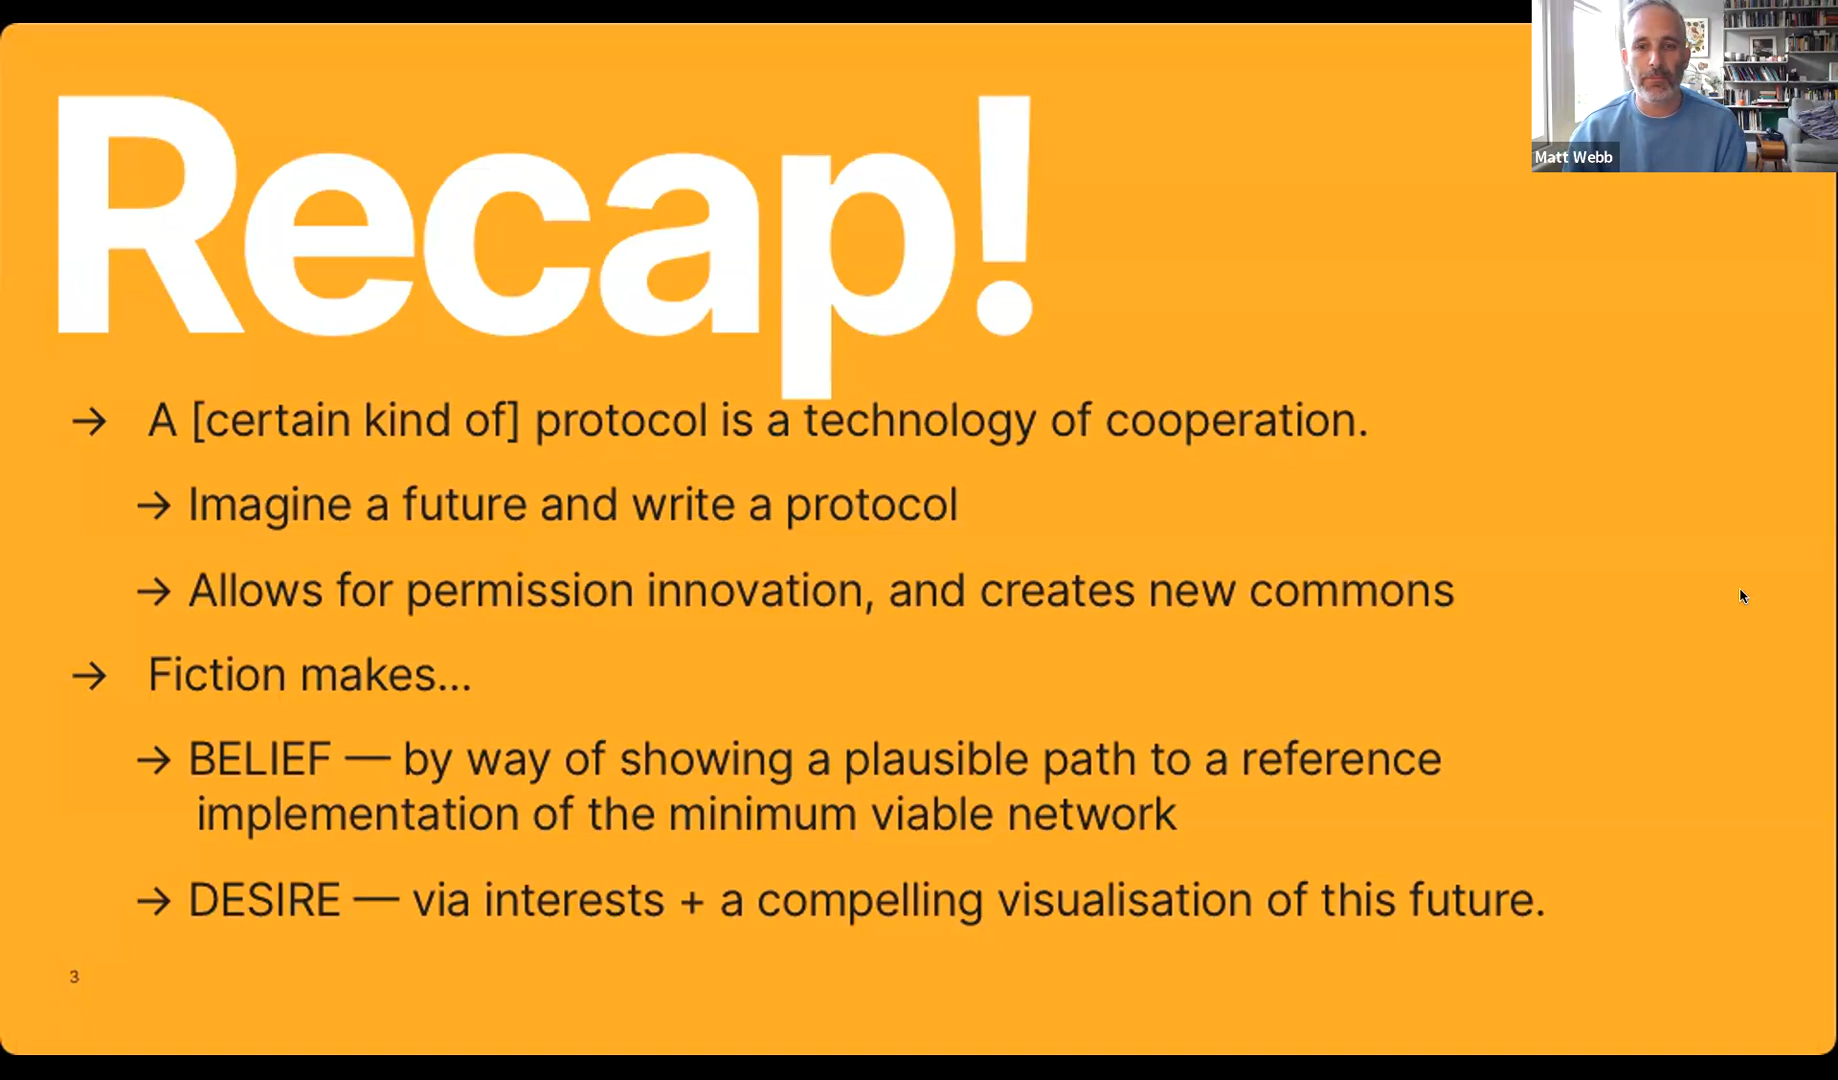 Matt Webb
Recap!
→ A [certain kind of] protocol is a technology of cooperation.
→ Imagine a future and write a protocol
→ Allows for permission innovation, and creates new commons
→ Fiction makes...
→ BELIEF — by way of showing a plausible path to a reference
implementation of the minimum viable network
→ DESIRE — via interests + a compelling visualisation of this future.
3